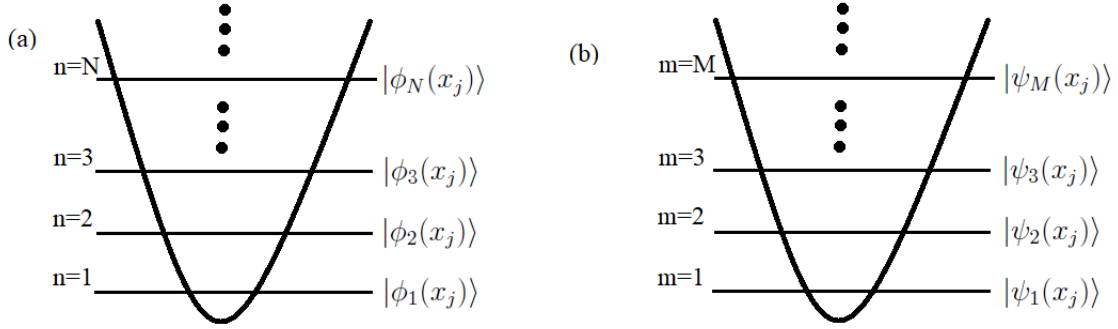 (a)
n=N |ϕ_N(x_j)⟩
n=3 |ϕ_3(x_j)⟩
n=2 |ϕ_2(x_j)⟩
n=1 |ϕ_1(x_j)⟩
(b)
m=M |ψ_M(x_j)⟩
m=3 |ψ_3(x_j)⟩
m=2 |ψ_2(x_j)⟩
m=1 |ψ_1(x_j)⟩